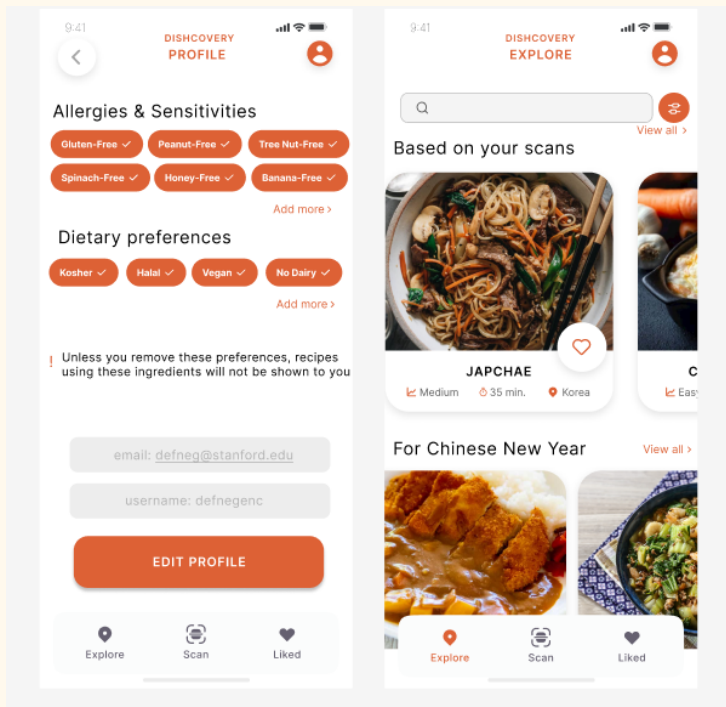 9:41
DISHCOVERY
PROFILE
Allergies & Sensitivities
Gluten-Free
Peanut-Free
Tree Nut-Free
Spinach-Free
Honey-Free
Banana-Free
Add more >
Dietary preferences
Kosher
Halal
Vegan
No Dairy
Add more >
! Unless you remove these preferences, recipes
using these ingredients will not be shown to you
email: defneg@stanford.edu
username: defnegenc
EDIT PROFILE
Explore
Scan
Liked
9:41
DISHCOVERY
EXPLORE
View all >
Based on your scans
JAPCHAE
Medium
35 min.
Korea
C
Eas
For Chinese New Year
View all >
Explore
Scan
Liked